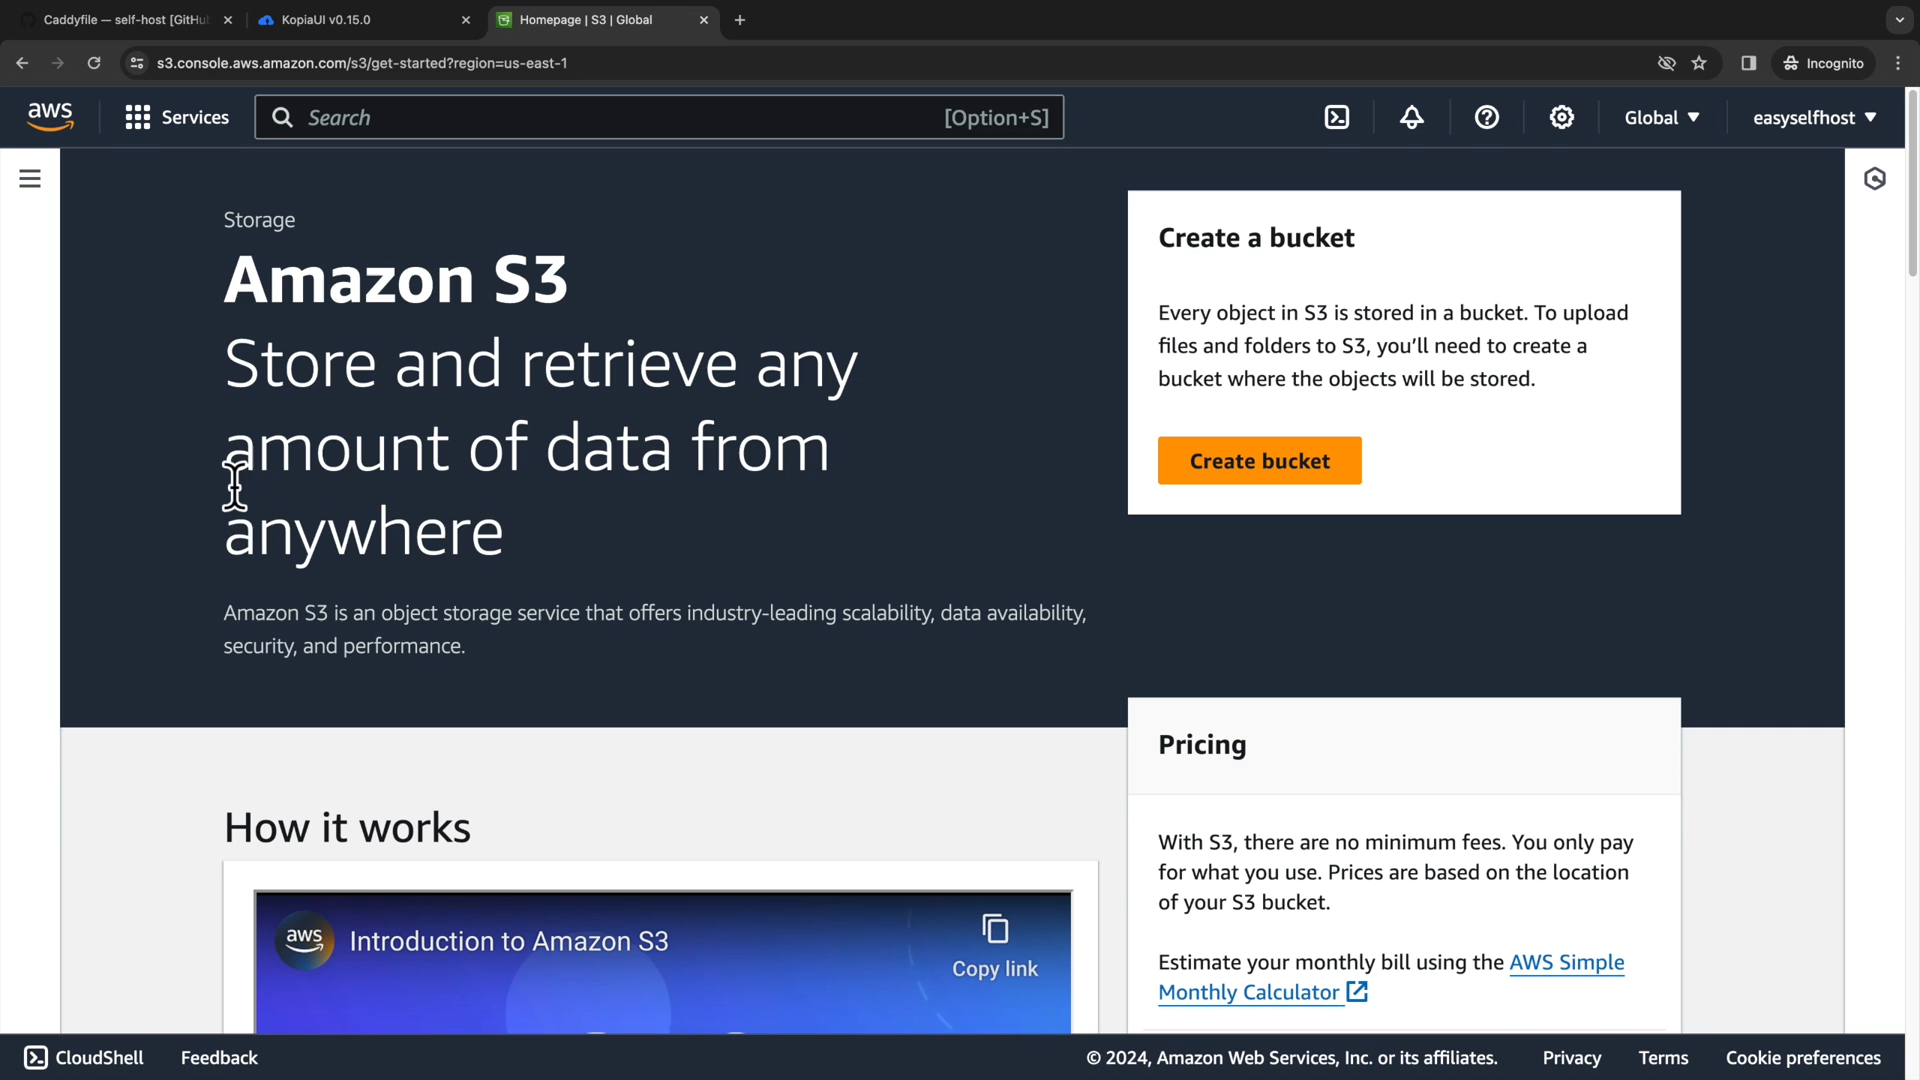 Caddyfile — self-host [GitHu
KopiaUI v0.15.0
Homepage | S3 | Global
s3.console.aws.amazon.com/s3/get-started?region=us-east-1
Incognito
aws
Services
Search
[Option+S]
Global
easyselfhost
Storage
Amazon S3
Store and retrieve any
amount of data from
anywhere
Amazon S3 is an object storage service that offers industry-leading scalability, data availability,
security, and performance.
Create a bucket
Every object in S3 is stored in a bucket. To upload
files and folders to S3, you’ll need to create a
bucket where the objects will be stored.
Create bucket
How it works
aws
Introduction to Amazon S3
Copy link
Pricing
With S3, there are no minimum fees. You only pay
for what you use. Prices are based on the location
of your S3 bucket.
Estimate your monthly bill using the AWS Simple
Monthly Calculator
CloudShell
Feedback
© 2024, Amazon Web Services, Inc. or its affiliates.
Privacy
Terms
Cookie preferences